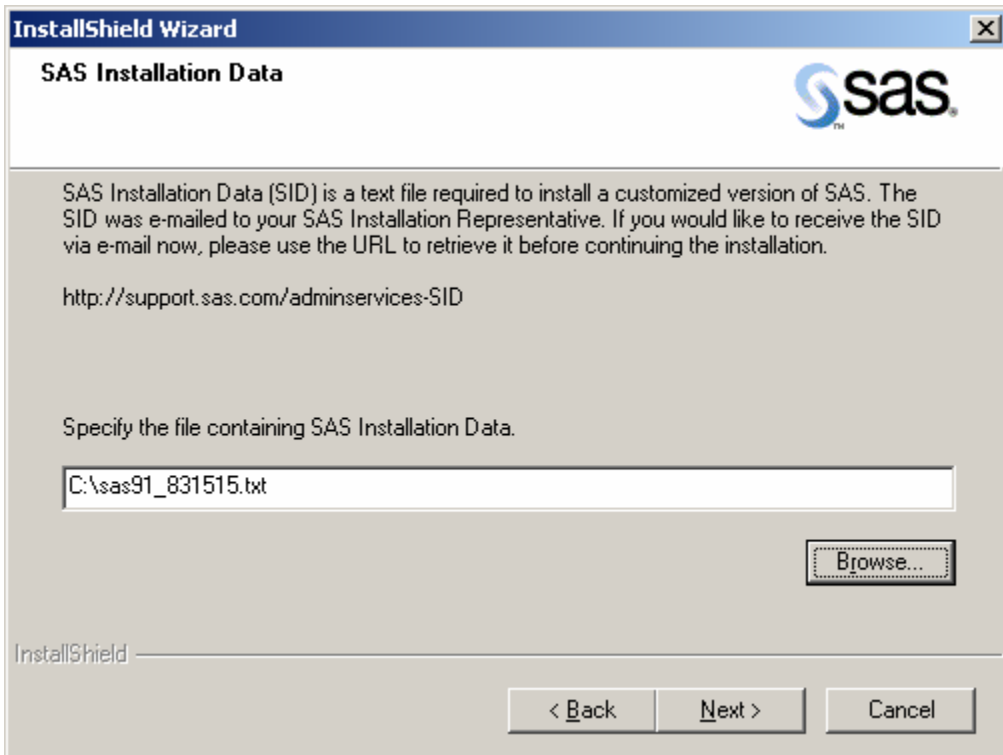 InstallShield Wizard
SAS Installation Data
sas.
TM
SAS Installation Data (SID) is a text file required to install a customized version of SAS. The
SID was e-mailed to your SAS Installation Representative. If you would like to receive the SID
via e-mail now, please use the URL to retrieve it before continuing the installation.
http://support.sas.com/adminservices-SID
Specify the file containing SAS Installation Data.
C:\sas91_831515.txt
Browse...
InstallShield
< Back
Next >
Cancel